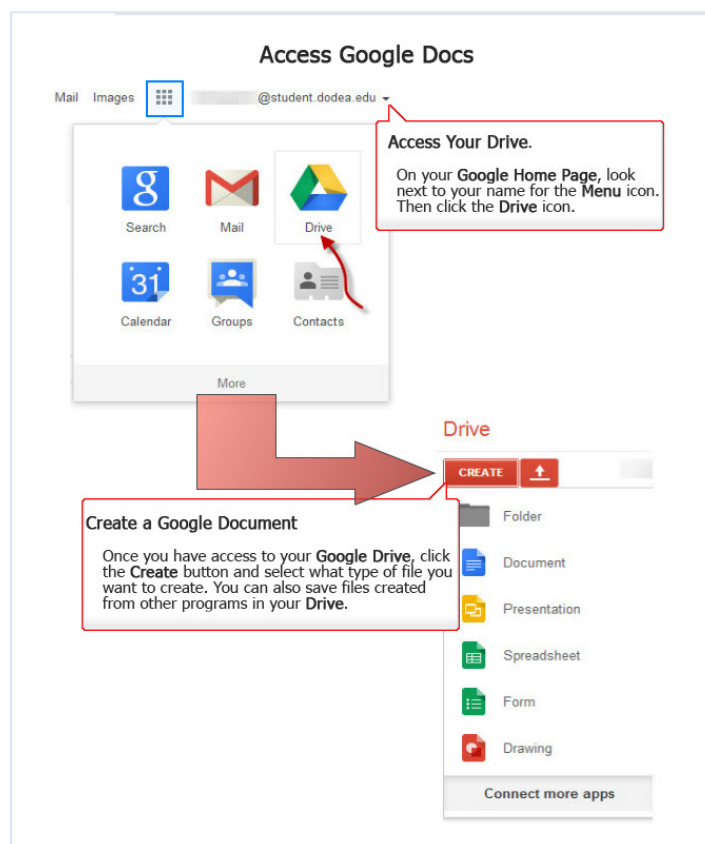 Access Google Docs
Mail Images @student.dodea.edu
Access Your Drive.
On your Google Home Page, look
next to your name for the Menu icon.
Then click the Drive icon.
g
Search Mail Drive
31
Calendar Groups Contacts
More
Drive
CREATE
Create a Google Document
Once you have access to your Google Drive, click
the Create button and select what type of file you
want to create. You can also save files created
from other programs in your Drive.
Folder
Document
Presentation
Spreadsheet
Form
Drawing
Connect more apps